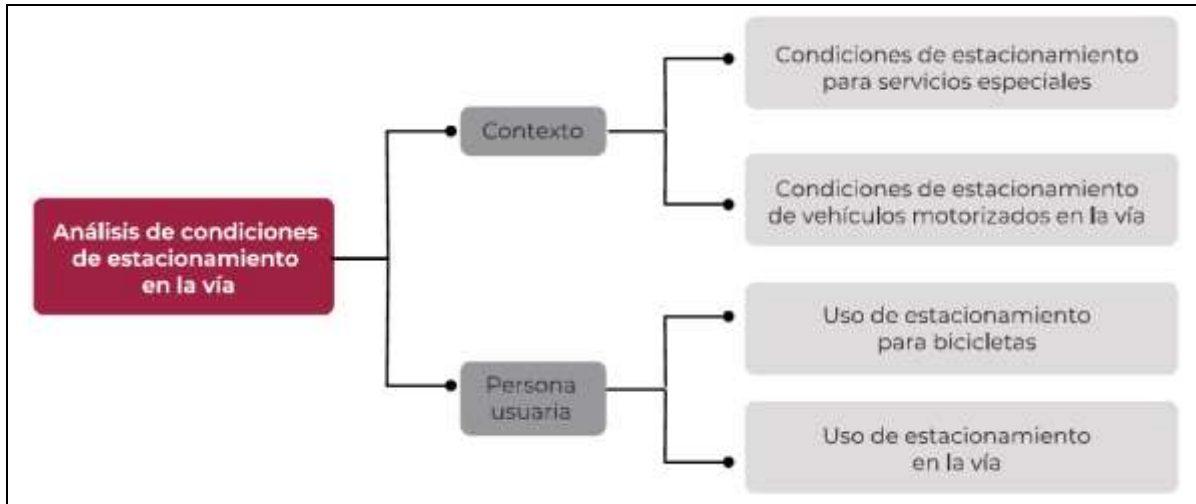 Análisis de condiciones
de estacionamiento
en la vía
Contexto
Condiciones de estacionamiento
para servicios especiales
Condiciones de estacionamiento
de vehículos motorizados en la vía
Persona
usuaria
Uso de estacionamiento
para bicicletas
Uso de estacionamiento
en la vía